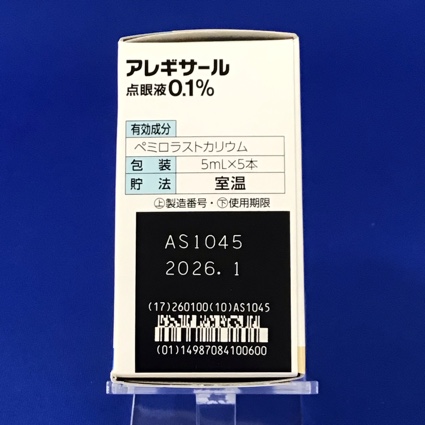 アレギサール
点眼液0.1%
有効成分
ペミロラストカリウム
包装 5mL×5本
貯法 室温
㊤製造番号・㊦使用期限
AS1045
2026.1
(17)260100(10)AS1045
(01)14987084100600